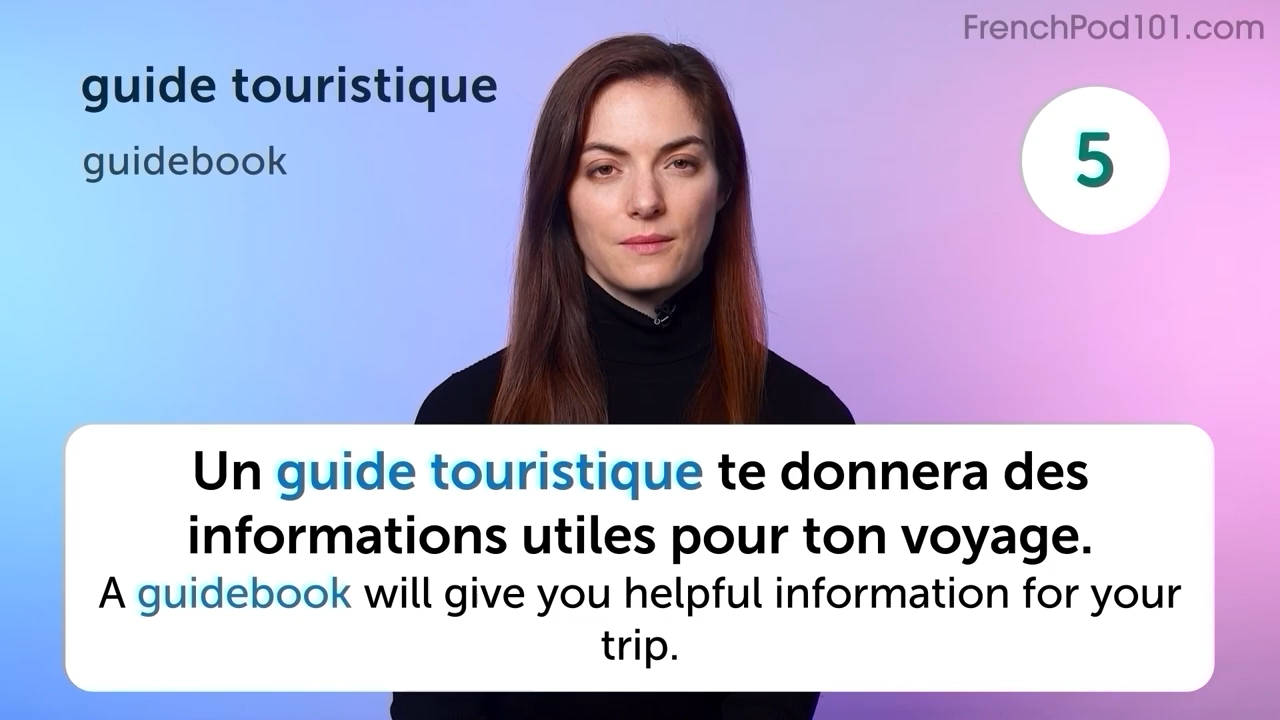 FrenchPod101.com
guide touristique
guidebook
5
Un guide touristique te donnera des
informations utiles pour ton voyage.
A guidebook will give you helpful information for your
trip.